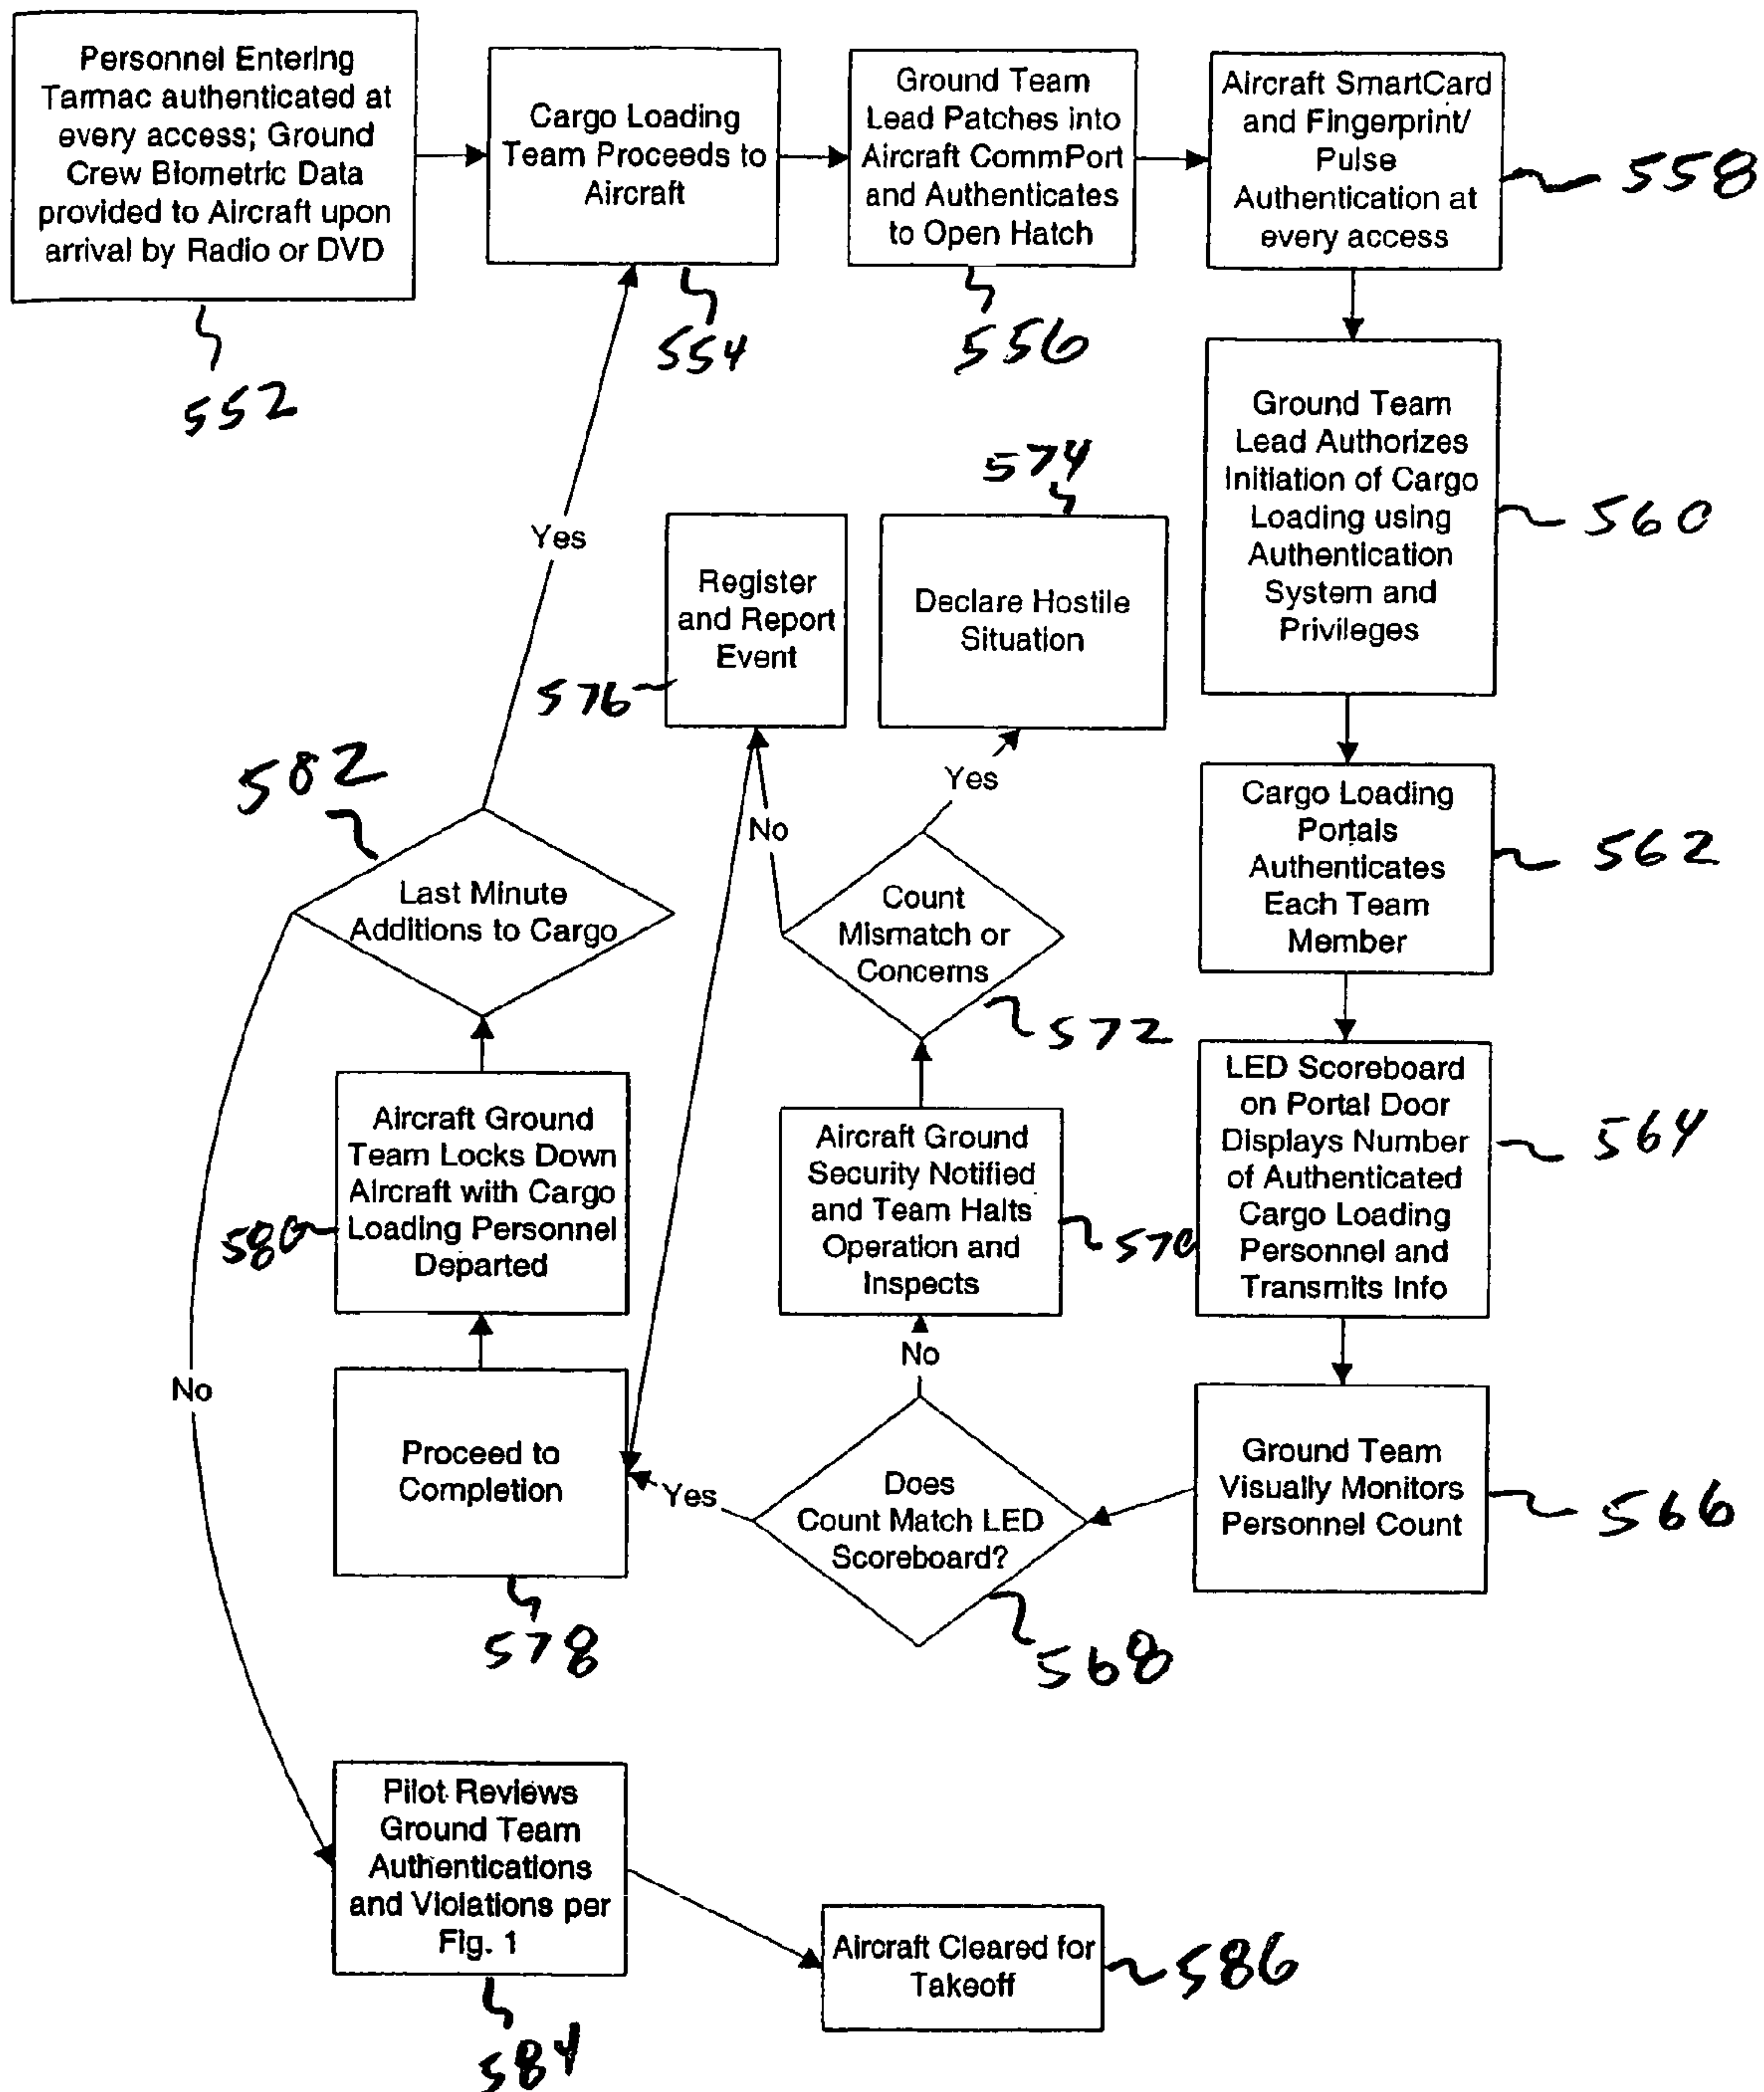 Personnel Entering
Tarmac authenticated at
every access; Ground
Crew Biometric Data
provided to Aircraft upon
arrival by Radio or DVD
552
Cargo Loading
Team Proceeds to
Aircraft
554
Ground Team
Lead Patches into
Aircraft CommPort
and Authenticates
to Open Hatch
556
Aircraft SmartCard
and Fingerprint/
Pulse
Authentication at
every access
558
Ground Team
Lead Authorizes
Initiation of Cargo
Loading using
Authentication
System and
Privileges
560
Cargo Loading
Portals
Authenticates
Each Team
Member
562
LED Scoreboard
on Portal Door
Displays Number
of Authenticated
Cargo Loading
Personnel and
Transmits Info
564
Ground Team
Visually Monitors
Personnel Count
566
Does
Count Match LED
Scoreboard?
568
No
Yes
Aircraft Ground
Security Notified
and Team Halts
Operation and
Inspects
570
Count
Mismatch or
Concerns
572
Yes
No
Declare Hostile
Situation
574
Register
and Report
Event
576
Proceed to
Completion
578
Aircraft Ground
Team Locks Down
Aircraft with Cargo
Loading Personnel
Departed
580
Last Minute
Additions to Cargo
582
Yes
No
Pilot Reviews
Ground Team
Authentications
and Violations per
Fig. 1
584
Aircraft Cleared for
Takeoff
586